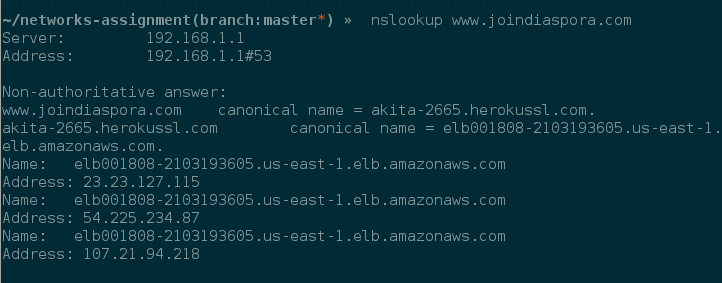 ~/networks-assignment(branch:master*) »  nslookup www.joindiaspora.com
Server:         192.168.1.1
Address:        192.168.1.1#53

Non-authoritative answer:
www.joindiaspora.com    canonical name = akita-2665.herokussl.com.
akita-2665.herokussl.com        canonical name = elb001808-2103193605.us-east-1.
elb.amazonaws.com.
Name:   elb001808-2103193605.us-east-1.elb.amazonaws.com
Address: 23.23.127.115
Name:   elb001808-2103193605.us-east-1.elb.amazonaws.com
Address: 54.225.234.87
Name:   elb001808-2103193605.us-east-1.elb.amazonaws.com
Address: 107.21.94.218